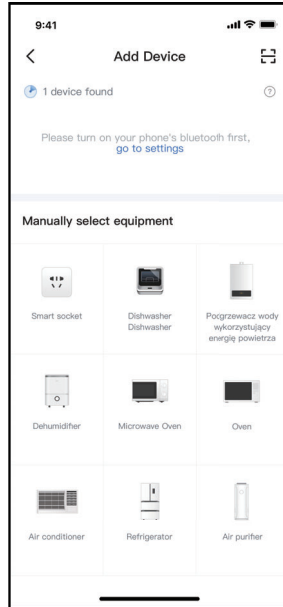 9:41
Add Device
1 device found
?
Please turn on your phone's bluetooth first,
go to settings
Manually select equipment
Smart socket
Dishwasher
Dishwasher
Pocgrzewacz wody
wykorzystujący
energię powietrza
Dehumidifier
Microwave Oven
Oven
Air conditioner
Refrigerator
Air purifier